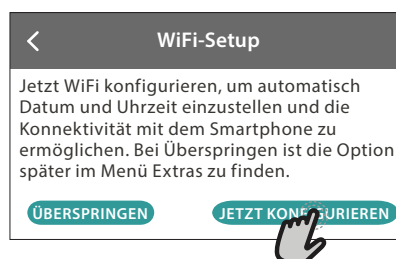 WiFi-Setup
Jetzt WiFi konfigurieren, um automatisch
Datum und Uhrzeit einzustellen und die
Konnektivität mit dem Smartphone zu
ermöglichen. Bei Überspringen ist die Option
später im Menü Extras zu finden.
ÜBERSPRINGEN JETZT KONFIGURIEREN